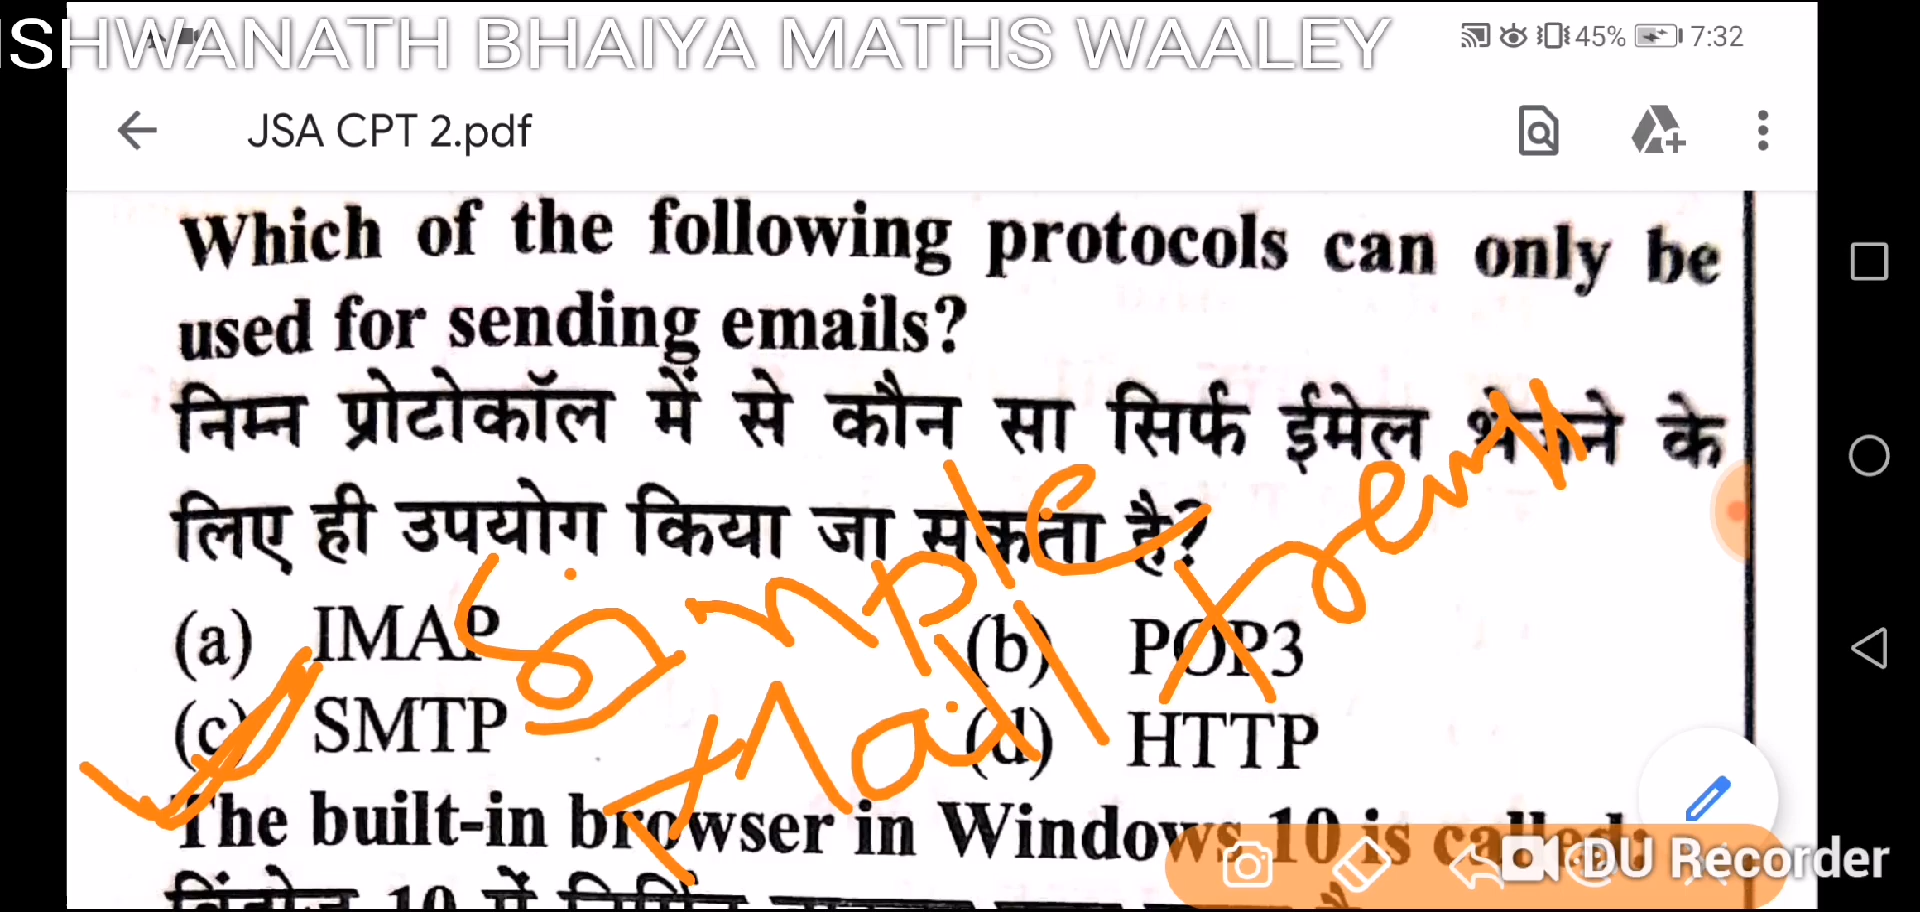 ISHWANATH BHAIYA MATHS WAALEY
45% 7:32
JSA CPT 2.pdf
Which of the following protocols can only be
used for sending emails?
निम्न प्रोटोकॉल में से कौन सा सिर्फ ईमेल भेजने के
लिए ही उपयोग किया जा सकता है?
(a) IMAP (b) POP3
(c) SMTP (d) HTTP
Simple
Mail
The built-in browser in Windows 10 is called:
DU Recorder
विंडोज 10 में निर्मित